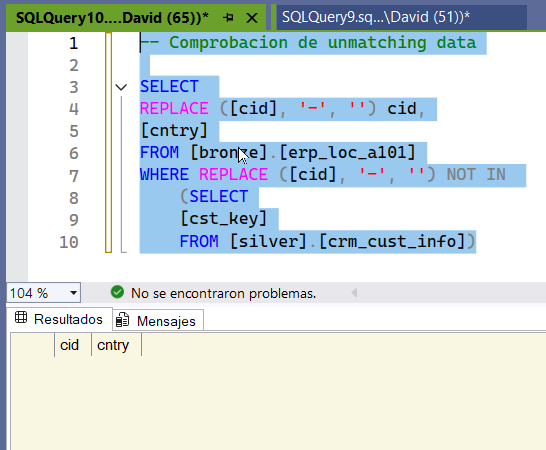 SQLQuery10....David (65))*
SQLQuery9.sq...\David (51))*
1 -- Comprobacion de unmatching data
2
3 SELECT
4 REPLACE ([cid], '-', '') cid,
5 [cntry]
6 FROM [bronze].[erp_loc_a101]
7 WHERE REPLACE ([cid], '-', '') NOT IN
8 (SELECT
9 [cst_key]
10 FROM [silver].[crm_cust_info])
104 % No se encontraron problemas.
Resultados Mensajes
cid cntry